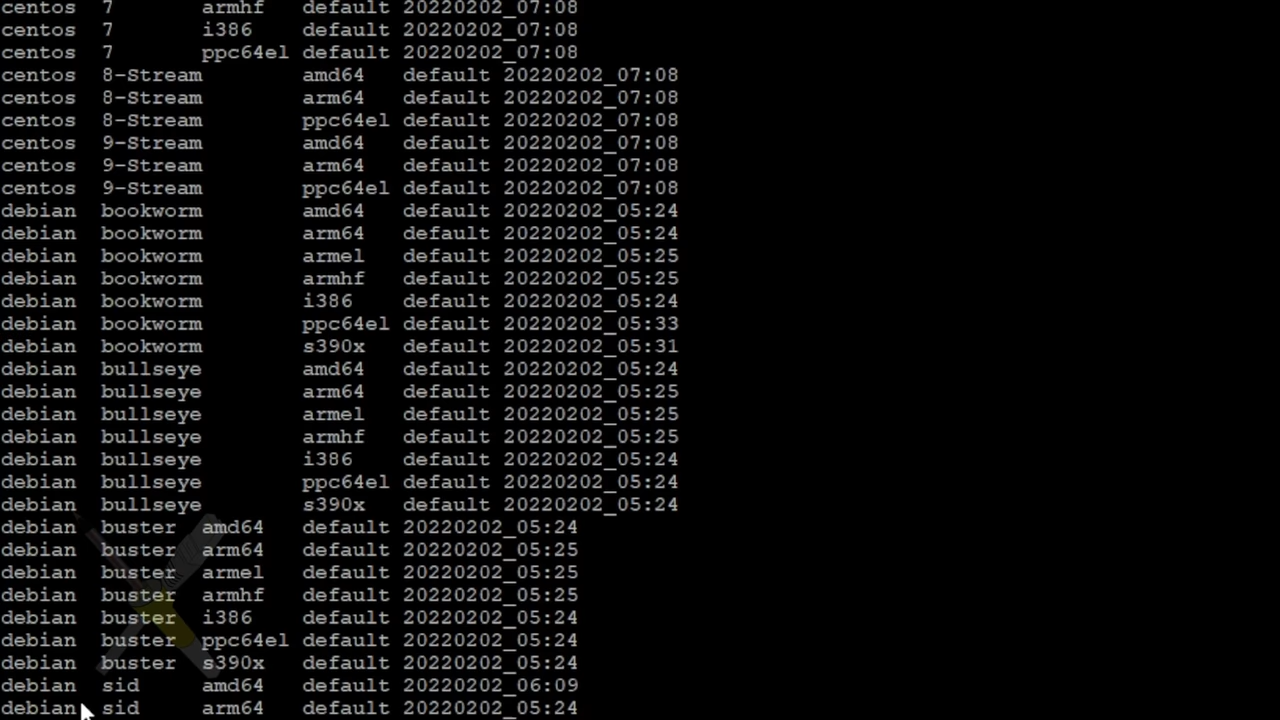 centos  7       armhf   default 20220202_07:08
centos  7       i386    default 20220202_07:08
centos  7       ppc64el default 20220202_07:08
centos  8-Stream        amd64   default 20220202_07:08
centos  8-Stream        arm64   default 20220202_07:08
centos  8-Stream        ppc64el default 20220202_07:08
centos  9-Stream        amd64   default 20220202_07:08
centos  9-Stream        arm64   default 20220202_07:08
centos  9-Stream        ppc64el default 20220202_07:08
debian  bookworm        amd64   default 20220202_05:24
debian  bookworm        arm64   default 20220202_05:24
debian  bookworm        armel   default 20220202_05:25
debian  bookworm        armhf   default 20220202_05:25
debian  bookworm        i386    default 20220202_05:24
debian  bookworm        ppc64el default 20220202_05:33
debian  bookworm        s390x   default 20220202_05:31
debian  bullseye        amd64   default 20220202_05:24
debian  bullseye        arm64   default 20220202_05:25
debian  bullseye        armel   default 20220202_05:25
debian  bullseye        armhf   default 20220202_05:25
debian  bullseye        i386    default 20220202_05:24
debian  bullseye        ppc64el default 20220202_05:24
debian  bullseye        s390x   default 20220202_05:24
debian  buster  amd64   default 20220202_05:24
debian  buster  arm64   default 20220202_05:25
debian  buster  armel   default 20220202_05:25
debian  buster  armhf   default 20220202_05:25
debian  buster  i386    default 20220202_05:24
debian  buster  ppc64el default 20220202_05:24
debian  buster  s390x   default 20220202_05:24
debian  sid     amd64   default 20220202_06:09
debian  sid     arm64   default 20220202_05:24